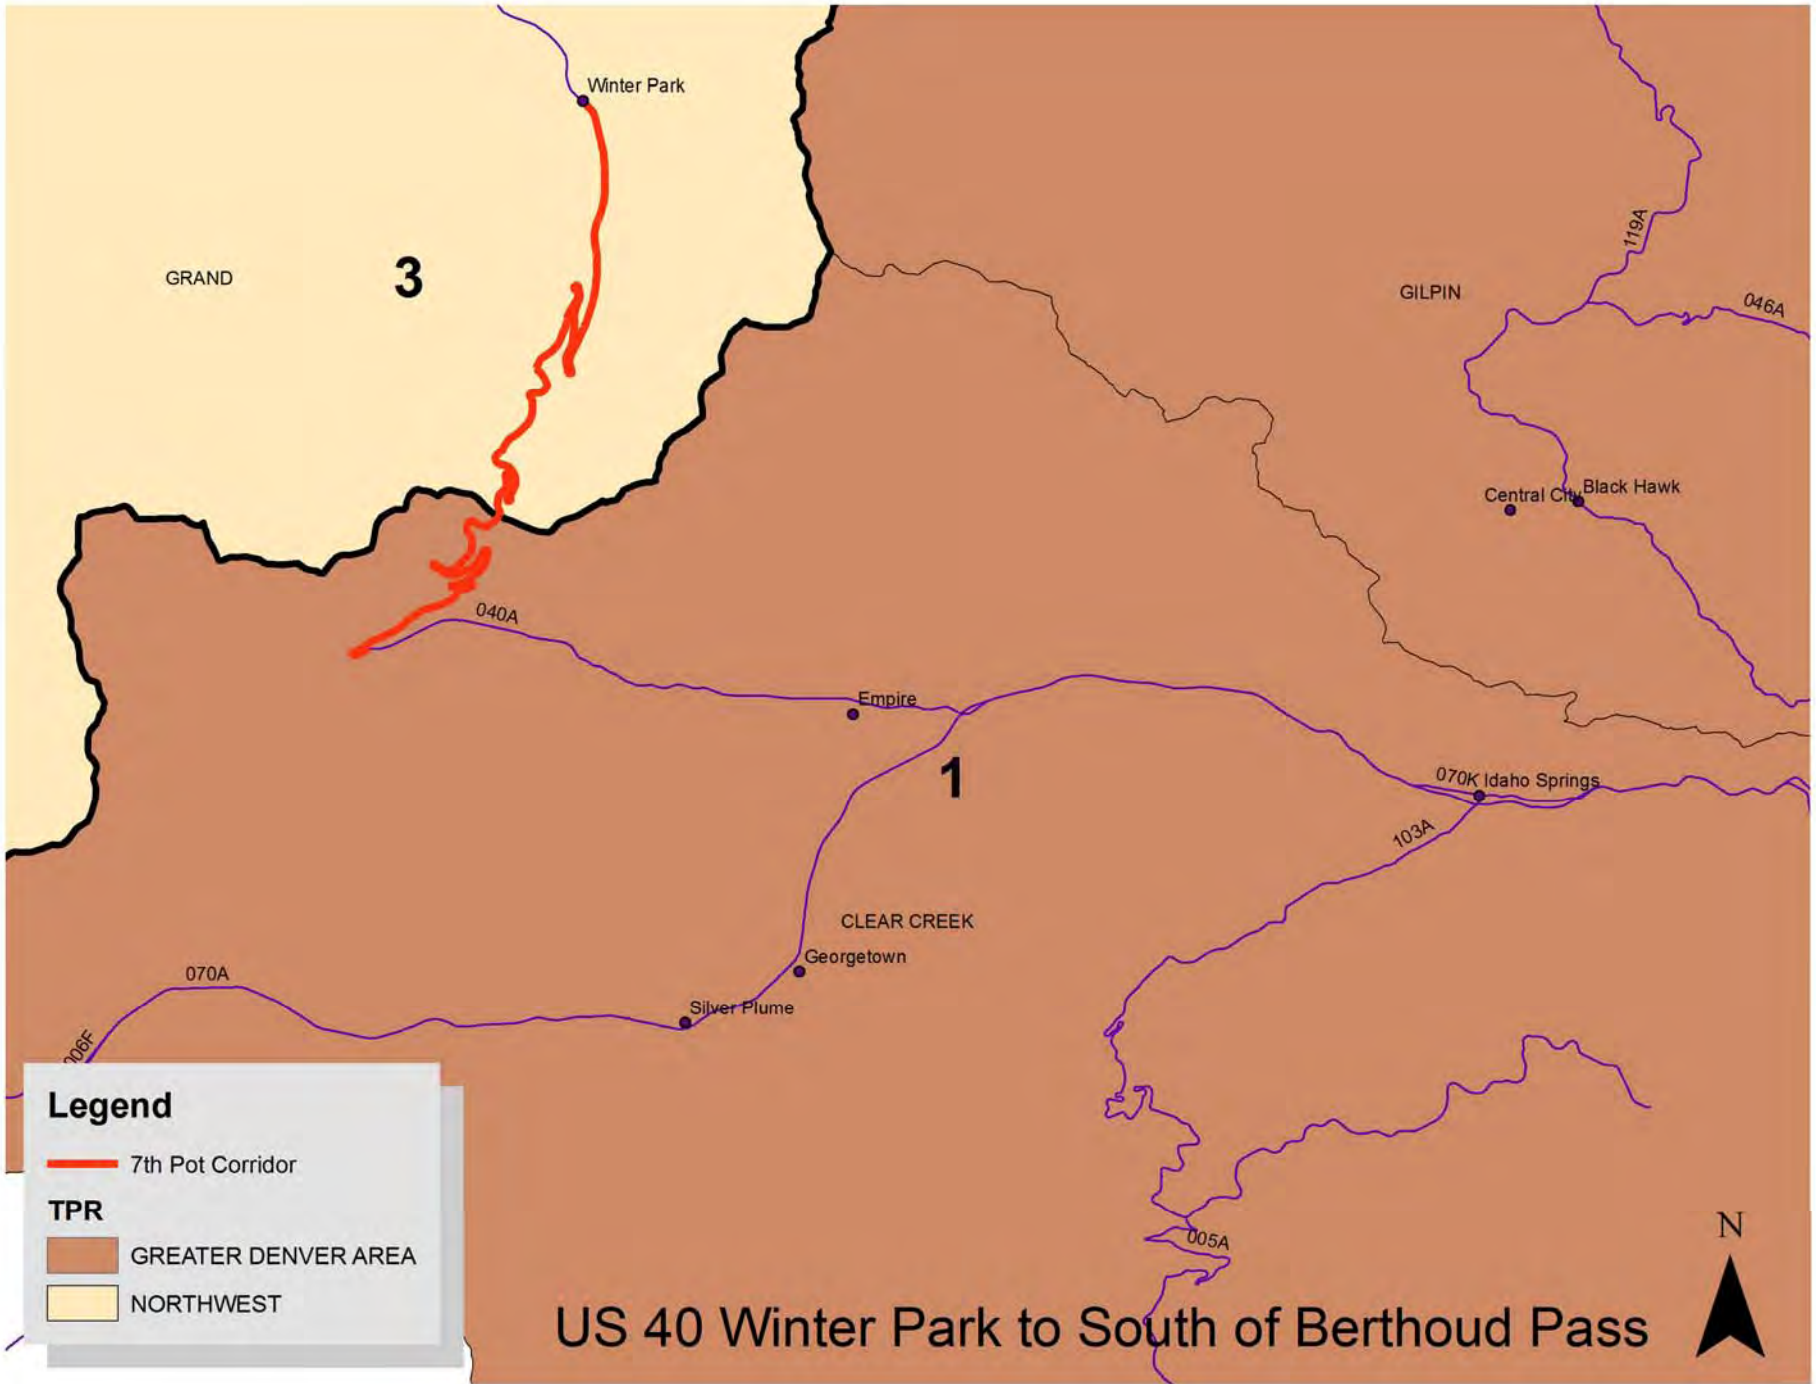 Winter Park
GRAND
3
119A
GILPIN
046A
Central City
Black Hawk
040A
Empire
1
070K Idaho Springs
103A
CLEAR CREEK
Georgetown
070A
Silver Plume
006F
Legend
7th Pot Corridor
TPR
GREATER DENVER AREA
NORTHWEST
005A
N
US 40 Winter Park to South of Berthoud Pass